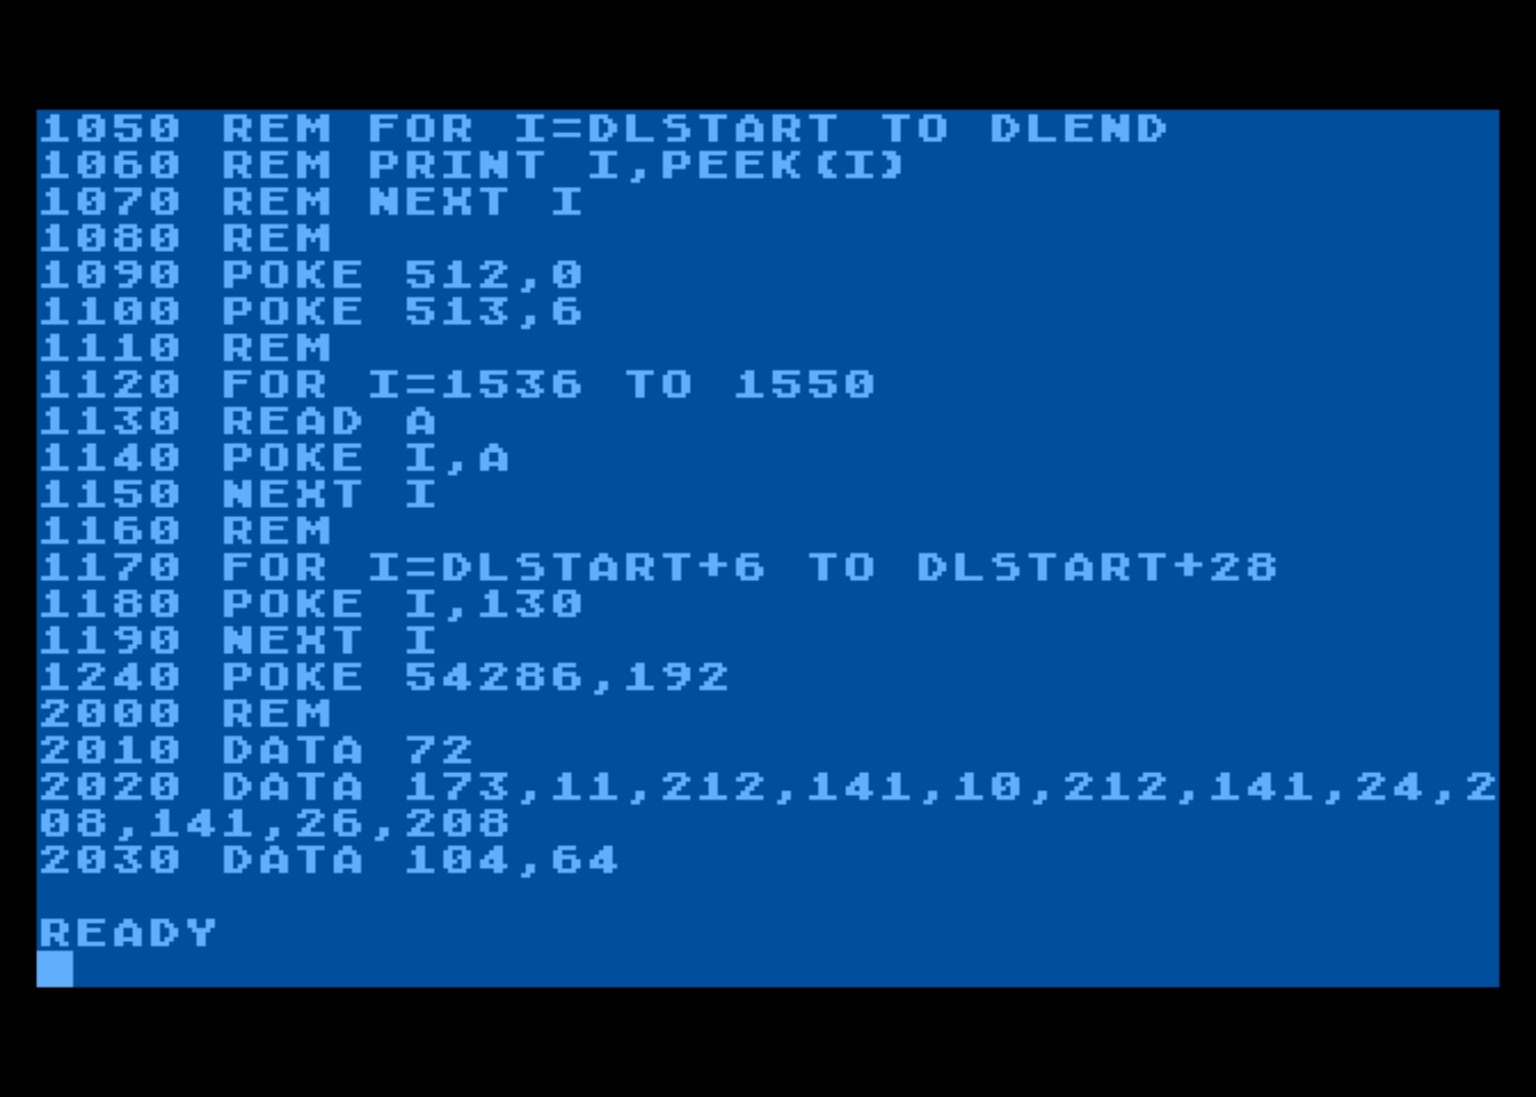 1050 REM FOR I=DLSTART TO DLEND
1060 REM PRINT I,PEEK(I)
1070 REM NEXT I
1080 REM
1090 POKE 512,0
1100 POKE 513,6
1110 REM
1120 FOR I=1536 TO 1550
1130 READ A
1140 POKE I,A
1150 NEXT I
1160 REM
1170 FOR I=DLSTART+6 TO DLSTART+28
1180 POKE I,130
1190 NEXT I
1240 POKE 54286,192
2000 REM
2010 DATA 72
2020 DATA 173,11,212,141,10,212,141,24,2
08,141,26,208
2030 DATA 104,64
READY